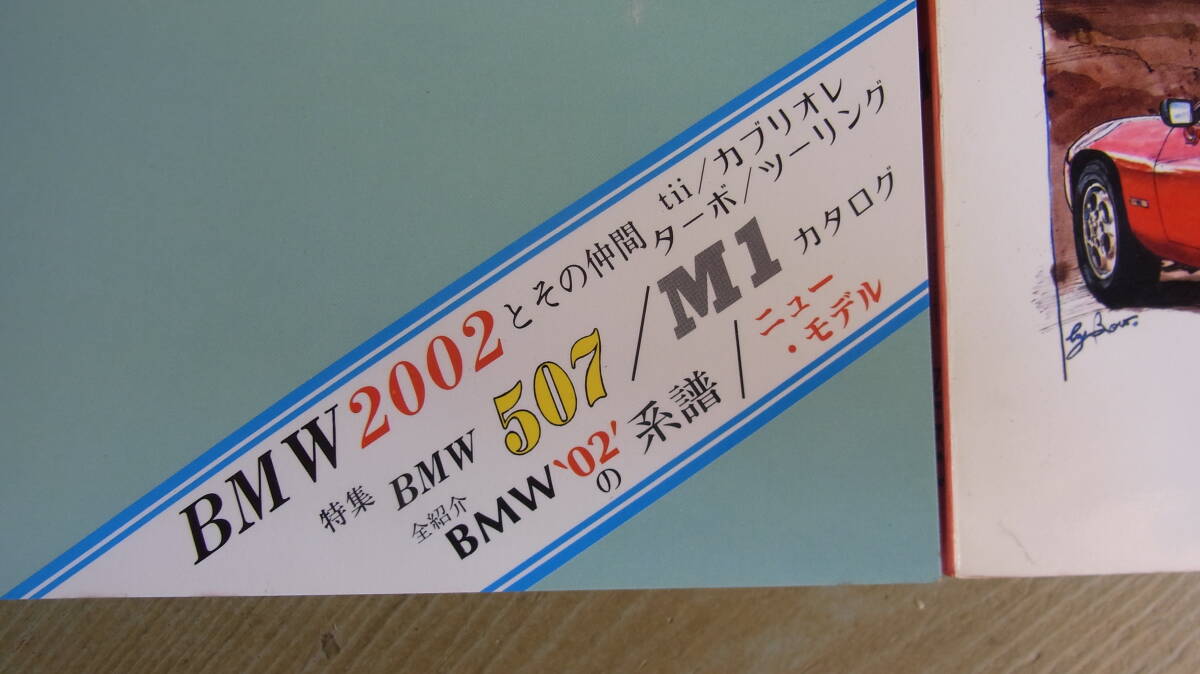 BMW2002とその仲間 tii/カブリオレ
ターボ/ツーリング
特集 BMW 507/M1 カタログ
全紹介 BMW'02'の系譜/ニュー
・モデル